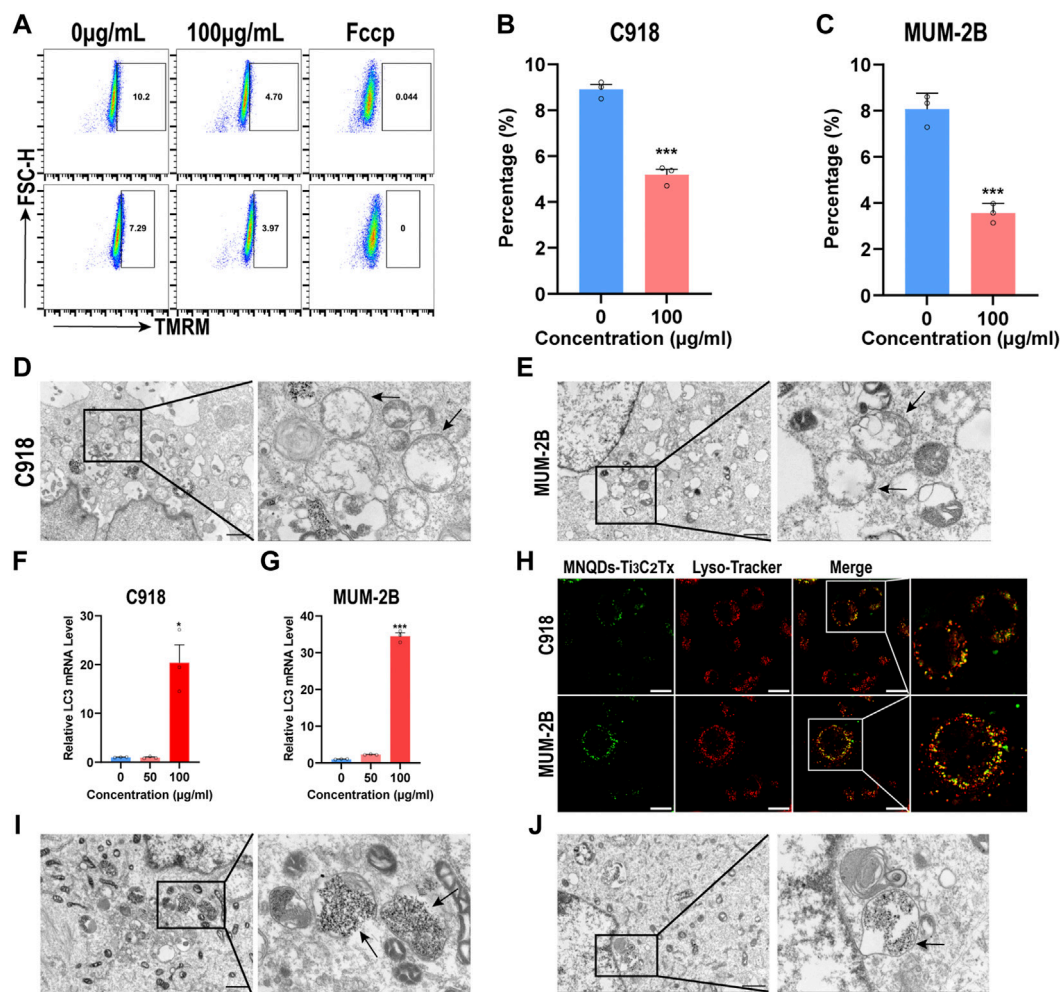 A
0µg/mL 100µg/mL Fccp
10.2 4.70 0.044
7.29 3.97 0
FSC-H
TMRM
B
C918
Percentage (%)
10
8
6
4
2
0
***
0 100
Concentration (µg/ml)
C
MUM-2B
Percentage (%)
10
8
6
4
2
0
***
0 100
Concentration (µg/ml)
D
C918
E
MUM-2B
F
C918
Relative LC3 mRNA Level
30
20
10
0
*
0 50 100
Concentration (µg/ml)
G
MUM-2B
Relative LC3 mRNA Level
40
30
20
10
0
***
0 50 100
Concentration (µg/ml)
H
MNQDs-Ti3C2Tx Lyso-Tracker Merge
C918
MUM-2B
I
J